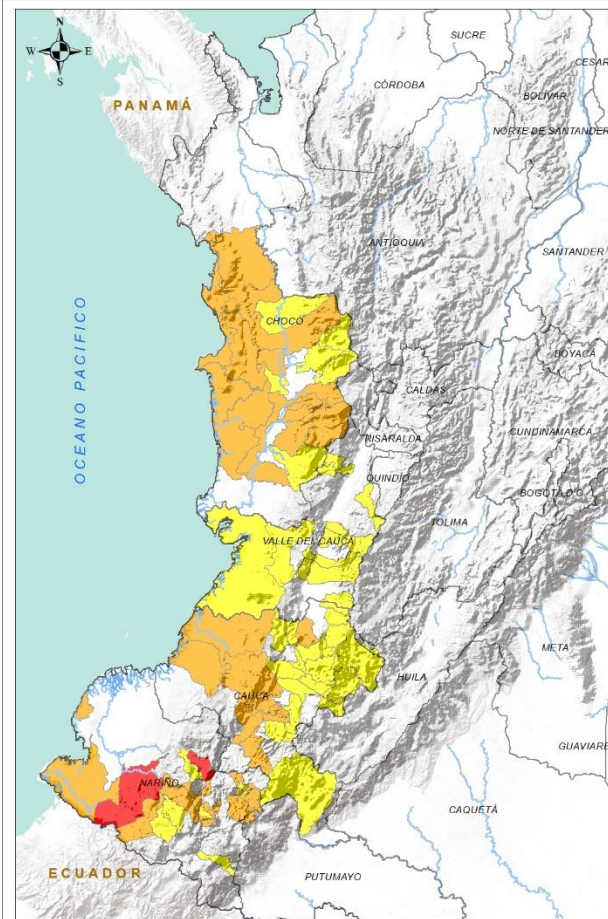 N
W E
S
SUCRE
CESAR
CÓRDOBA
BOLÍVAR
PANAMÁ
NORTE DE SANTANDER
ANTIOQUIA
SANTANDER
OCEANO PACIFICO
CHOCÓ
BOYACÁ
CALDAS
CUNDINAMARCA
RISARALDA
QUINDÍO
BOGOTÁ D.C.
TOLIMA
VALLE DEL CAUCA
META
HUILA
CAUCA
GUAVIARE
NARIÑO
CAQUETÁ
ECUADOR
PUTUMAYO